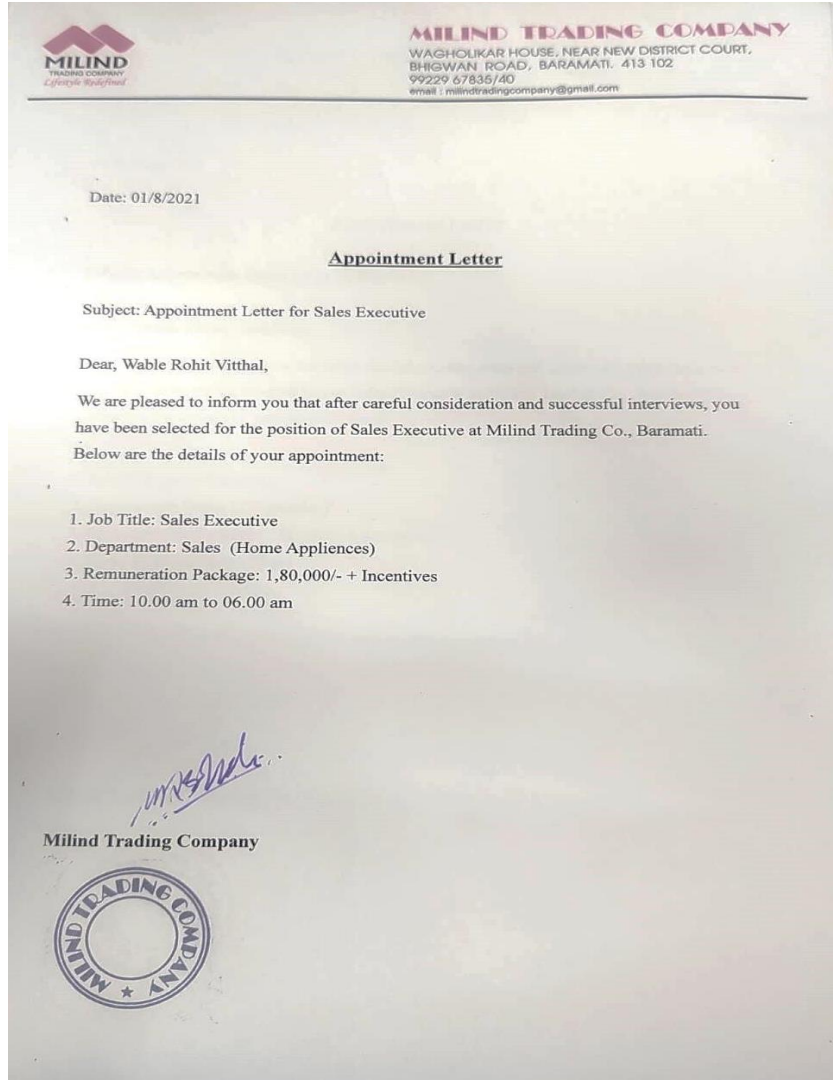 MILIND
TRADING COMPANY
Lifestyle Redefined
MILIND TRADING COMPANY
WAGHOLIKAR HOUSE, NEAR NEW DISTRICT COURT,
BHIGWAN ROAD, BARAMATI. 413 102
99229 67835/40
email : milindtradingcompany@gmail.com
Date: 01/8/2021
Appointment Letter
Subject: Appointment Letter for Sales Executive
Dear, Wable Rohit Vitthal,
We are pleased to inform you that after careful consideration and successful interviews, you
have been selected for the position of Sales Executive at Milind Trading Co., Baramati.
Below are the details of your appointment:
1. Job Title: Sales Executive
2. Department: Sales (Home Appliences)
3. Remuneration Package: 1,80,000/- + Incentives
4. Time: 10.00 am to 06.00 am
Milind Trading Company
MILIND TRADING COMPANY ★